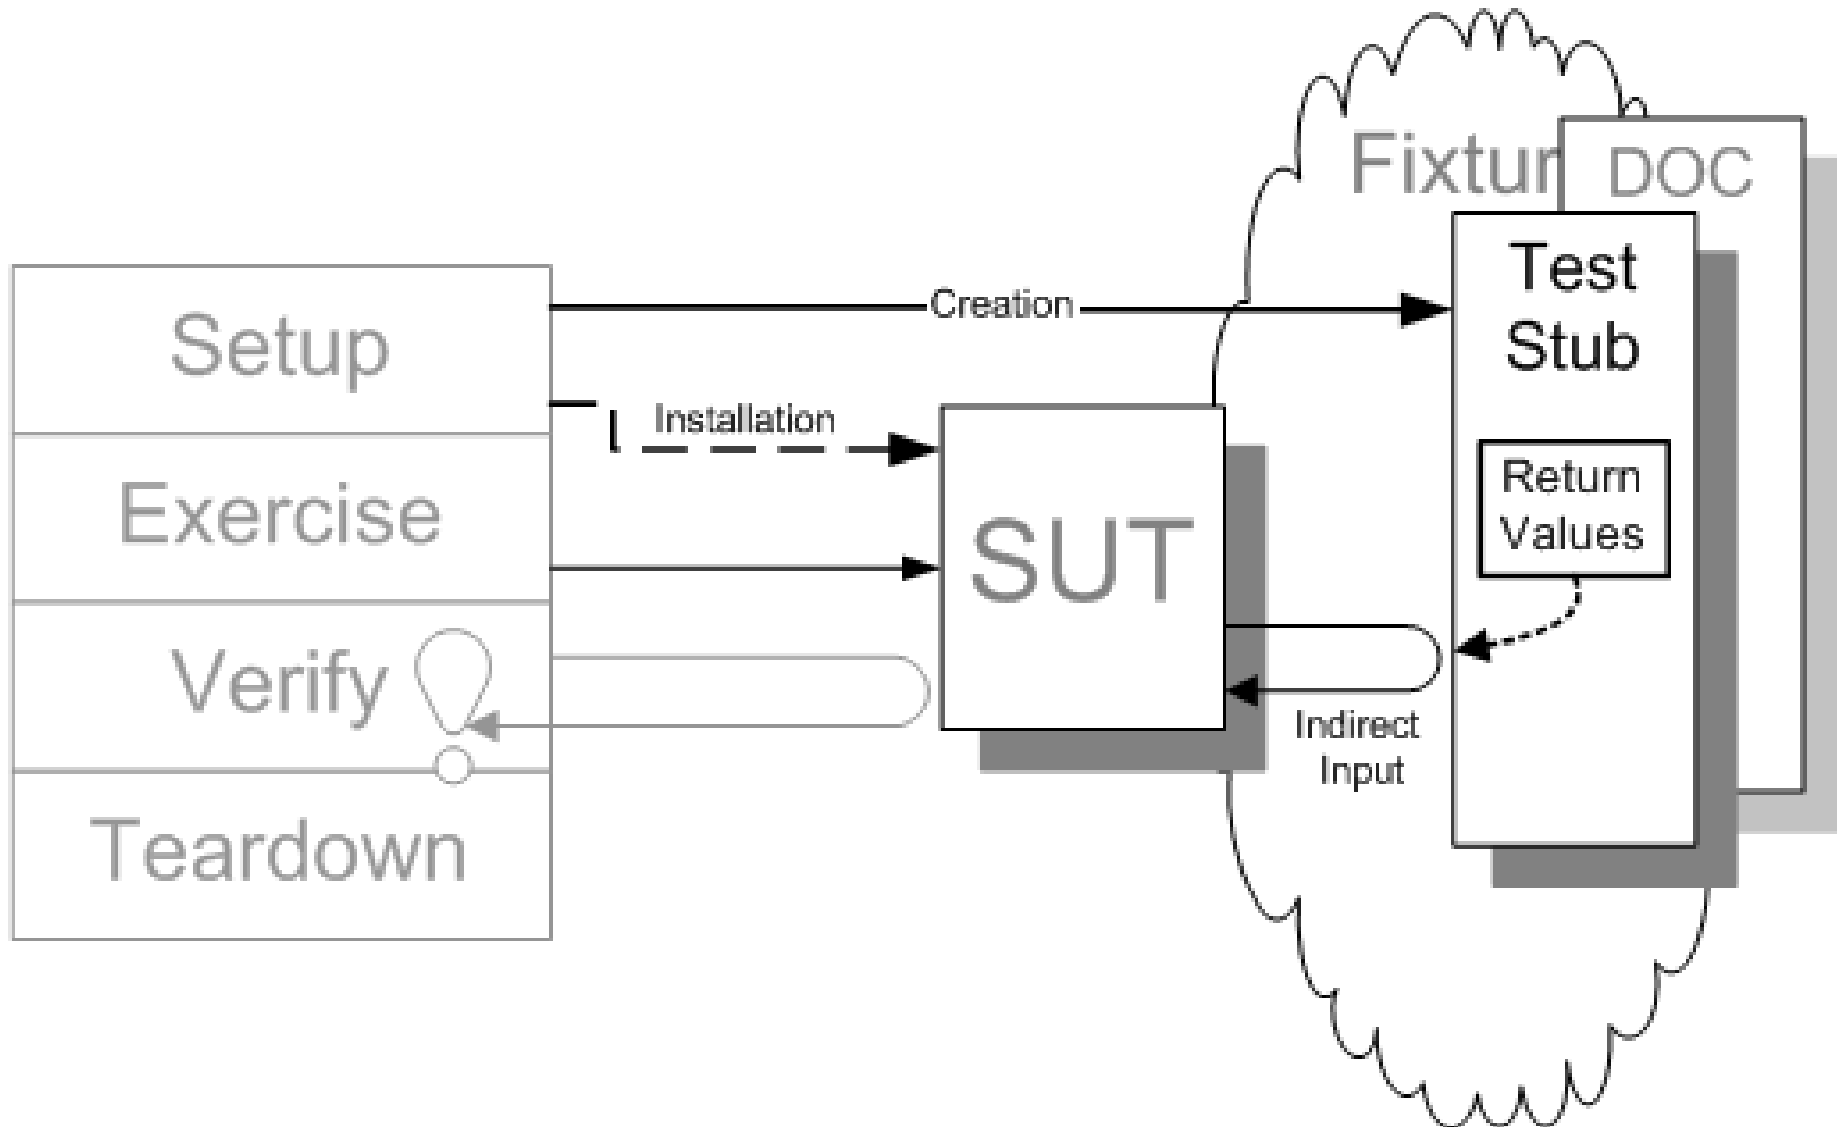 Setup
Exercise
Verify
Teardown
Creation
Installation
SUT
Indirect
Input
Fixtur
DOC
Test
Stub
Return
Values